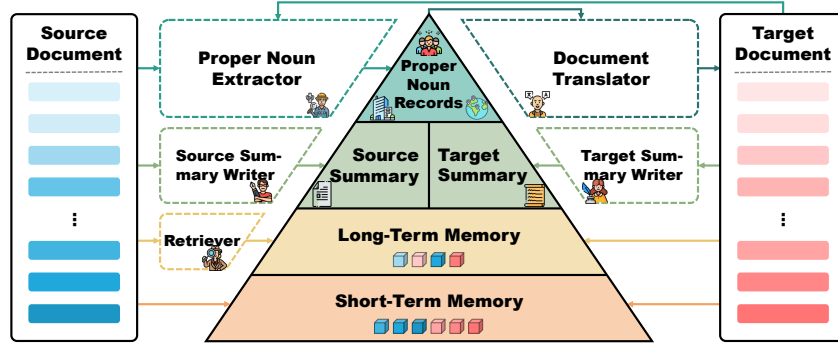 Source
Document
Proper Noun
Extractor
Proper
Noun
Records
Document
Translator
Target
Document
Source Sum-
mary Writer
Source
Summary
Target
Summary
Target Sum-
mary Writer
Retriever
Long-Term Memory
Short-Term Memory